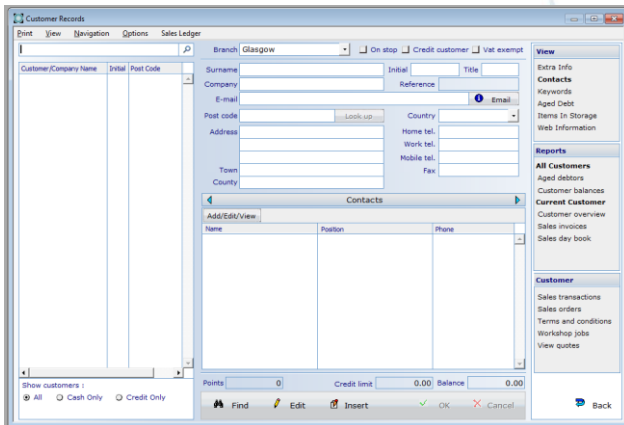 Customer Records
Print View Navigation Options Sales Ledger
Branch Glasgow On stop Credit customer Vat exempt
Customer/Company Name Initial Post Code
Surname Initial Title
Company Reference
E-mail Email
Post code Look up Country
Address Home tel.
Work tel.
Mobile tel.
Town Fax
County
Contacts
Add/Edit/View
Name Position Phone
Points 0 Credit limit 0.00 Balance 0.00
Show customers :
All Cash Only Credit Only
Find Edit Insert OK Cancel
View
Extra Info
Contacts
Keywords
Aged Debt
Items In Storage
Web Information
Reports
All Customers
Aged debtors
Customer balances
Current Customer
Customer overview
Sales invoices
Sales day book
Customer
Sales transactions
Sales orders
Terms and conditions
Workshop jobs
View quotes
Back